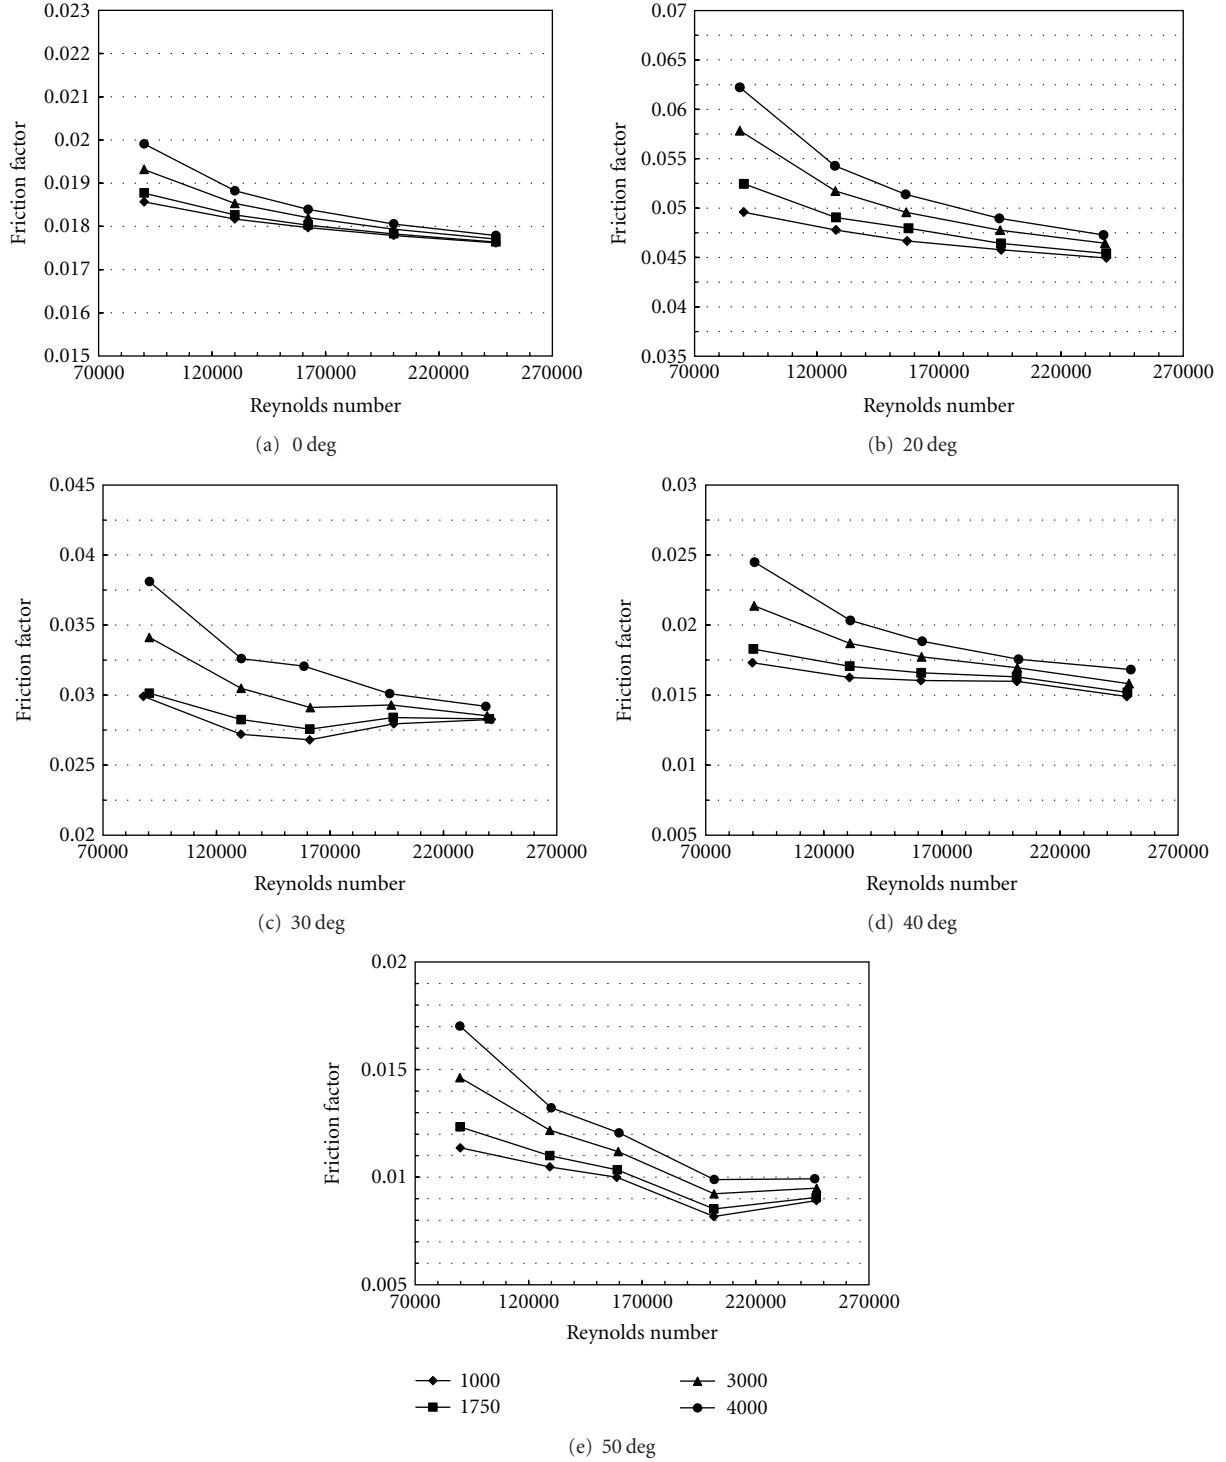 0.023
0.022
0.021
0.02
0.019
0.018
0.017
0.016
0.015
Friction factor
70000 120000 170000 220000 270000
Reynolds number
(a) 0 deg
0.07
0.065
0.06
0.055
0.05
0.045
0.04
0.035
Friction factor
70000 120000 170000 220000 270000
Reynolds number
(b) 20 deg
0.045
0.04
0.035
0.03
0.025
0.02
Friction factor
70000 120000 170000 220000 270000
Reynolds number
(c) 30 deg
0.03
0.025
0.02
0.015
0.01
0.005
Friction factor
70000 120000 170000 220000 270000
Reynolds number
(d) 40 deg
0.02
0.015
0.01
0.005
Friction factor
70000 120000 170000 220000 270000
Reynolds number
1000 3000
1750 4000
(e) 50 deg